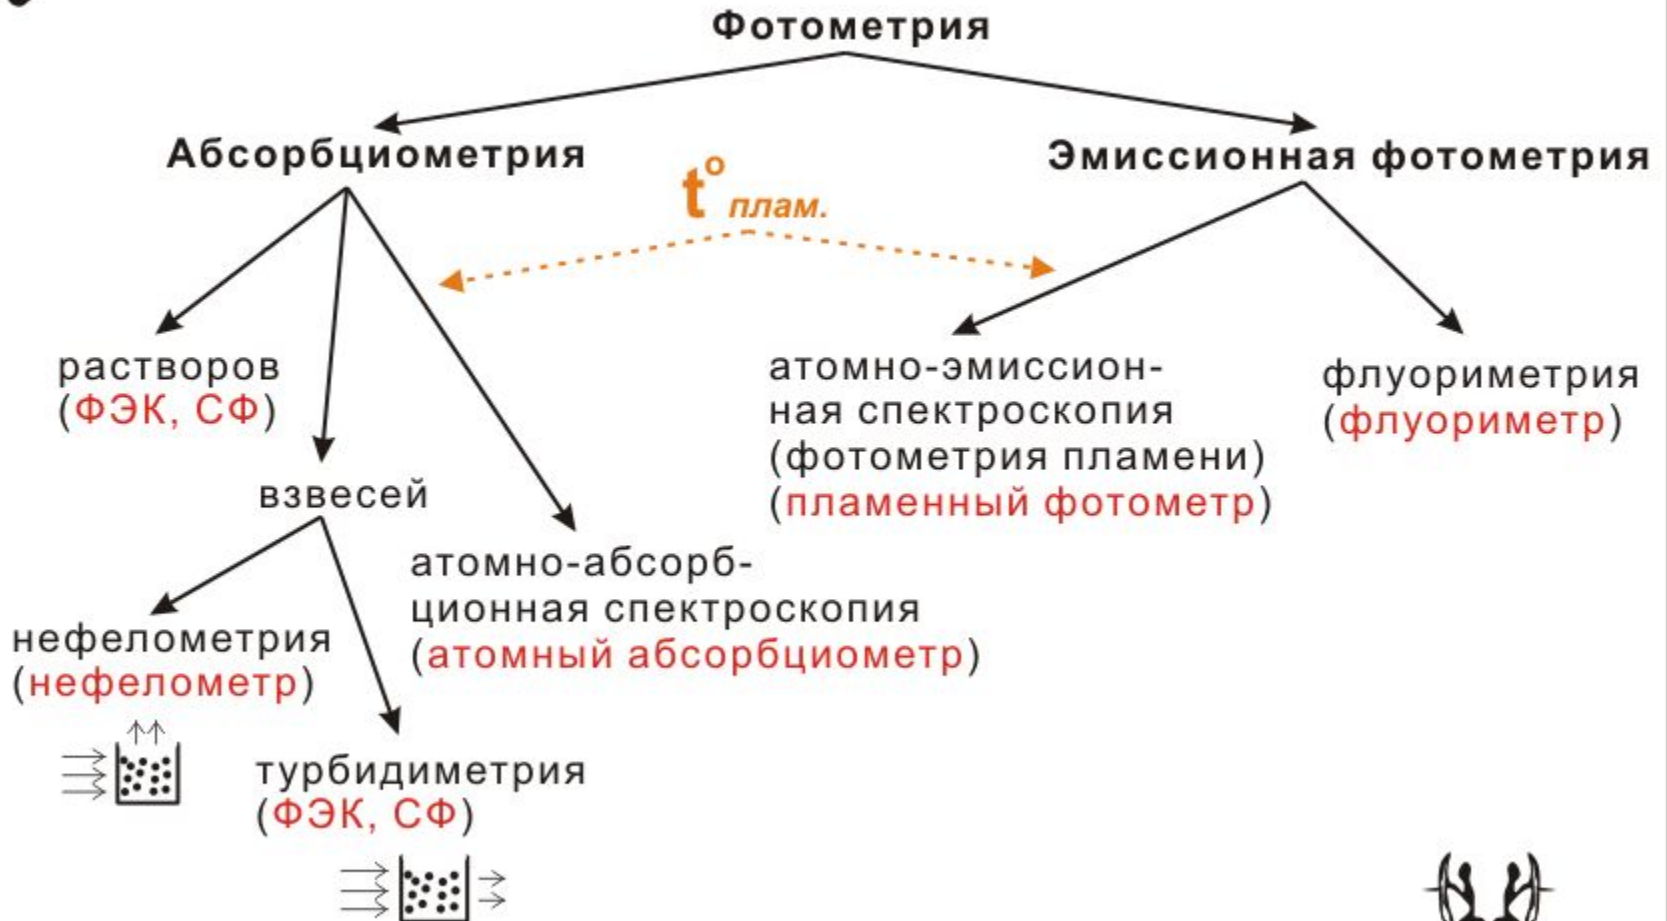 Фотометрия
Абсорбциометрия
Эмиссионная фотометрия
t° плам.
растворов
(ФЭК, СФ)
взвесей
нефелометрия
(нефелометр)
турбидиметрия
(ФЭК, СФ)
атомно-абсорб-
ционная спектроскопия
(атомный абсорбциометр)
атомно-эмиссион-
ная спектроскопия
(фотометрия пламени)
(пламенный фотометр)
флуориметрия
(флуориметр)